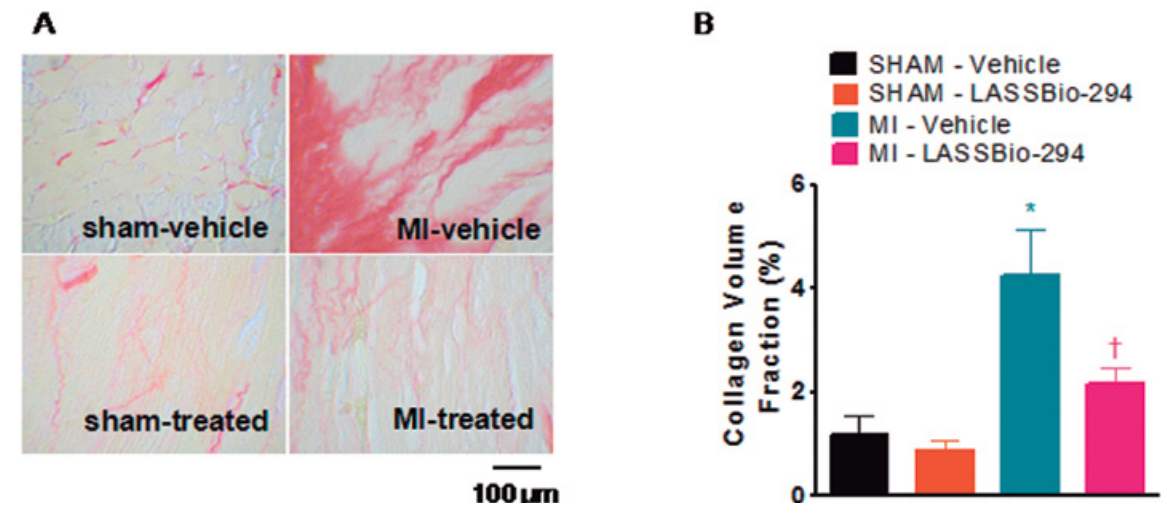 A
sham-vehicle
MI-vehicle
sham-treated
MI-treated
100 µm
B
SHAM - Vehicle
SHAM - LASSBio-294
MI - Vehicle
MI - LASSBio-294
Collagen Volume
Fraction (%)
6
4
2
0
*
†